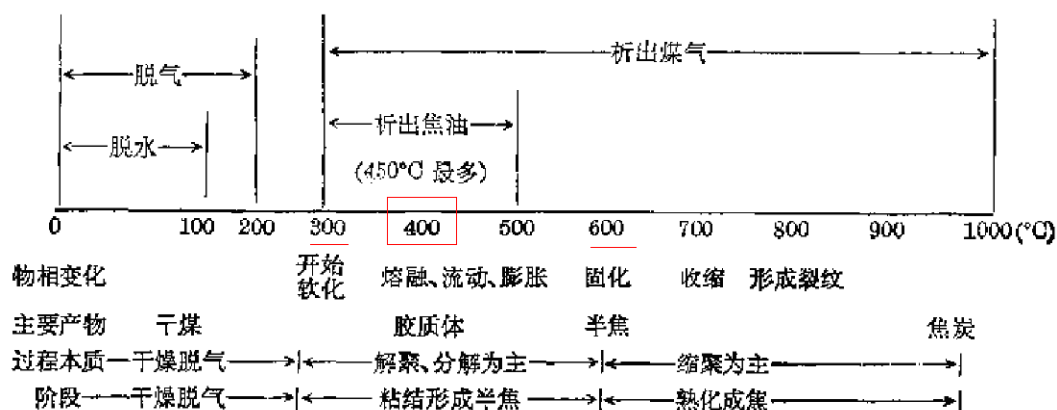 脱气
析出煤气
脱水
析出焦油
(450°C 最多)
0 100 200 300 400 500 600 700 800 900 1000(°C)
物相变化 开始软化 熔融、流动、膨胀 固化 收缩 形成裂纹
主要产物 干煤 胶质体 半焦 焦炭
过程本质 干燥脱气 解聚、分解为主 缩聚为主
阶段 干燥脱气 粘结形成半焦 熟化成焦